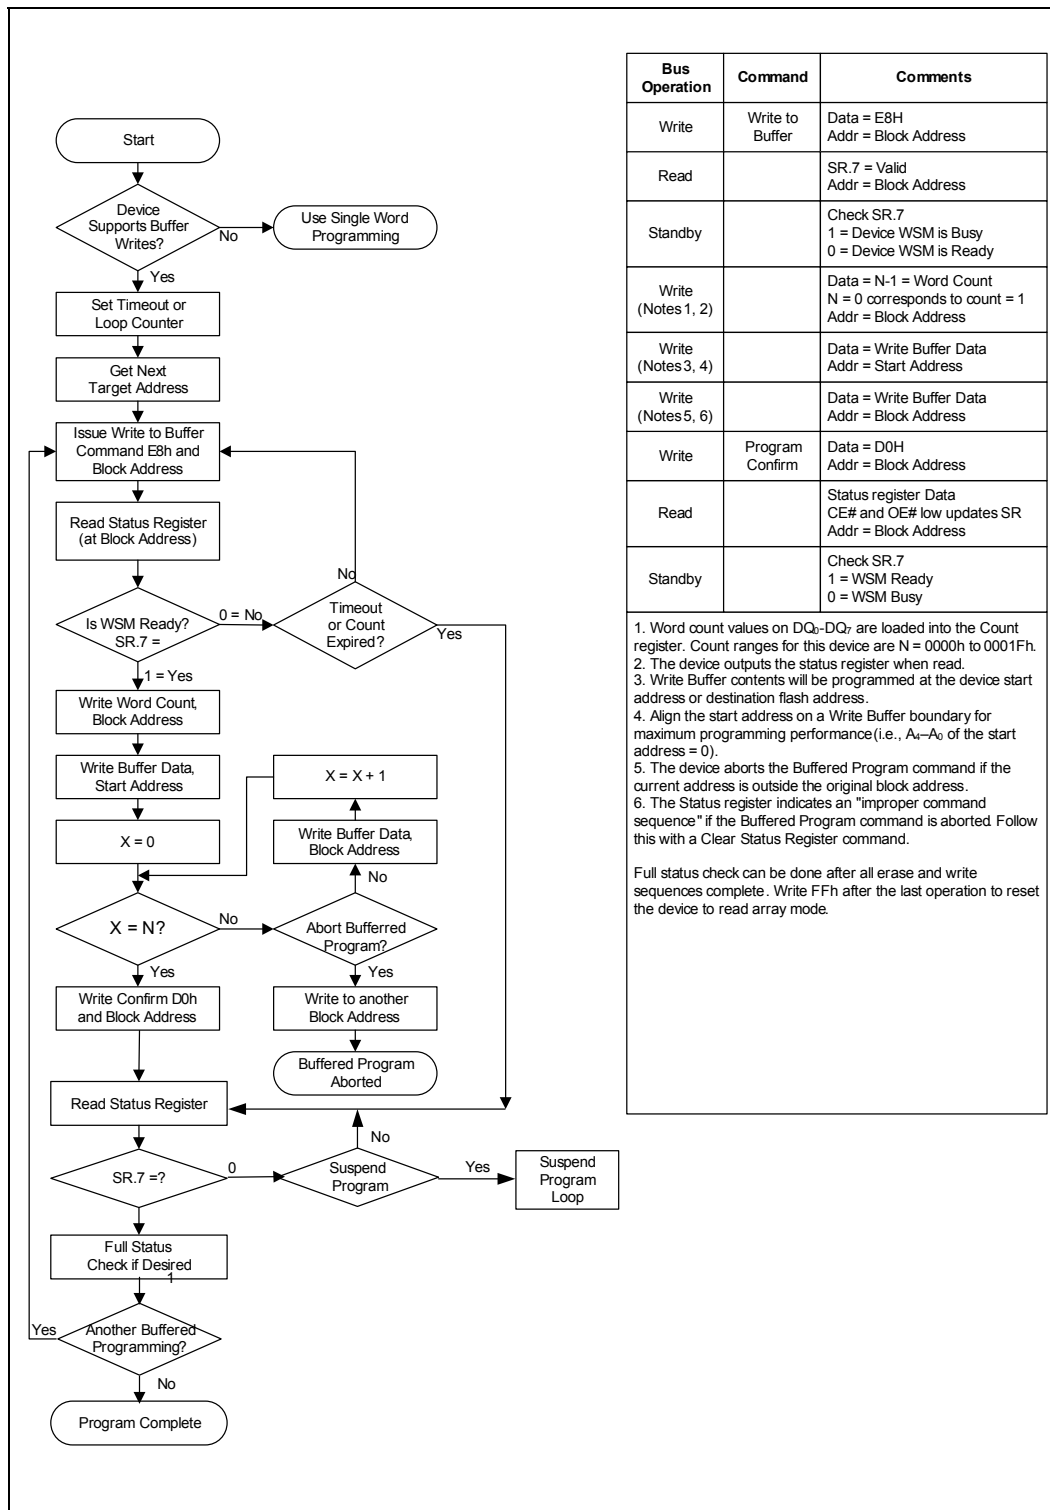 Start
Device
Supports Buffer
Writes?
No
Use Single Word
Programming
Yes
Set Timeout or
Loop Counter
Get Next
Target Address
Issue Write to Buffer
Command E8h and
Block Address
Read Status Register
(at Block Address)
No
Is WSM Ready?
SR.7 =
0 = No
Timeout
or Count
Expired?
Yes
1 = Yes
Write Word Count,
Block Address
Write Buffer Data,
Start Address
X = X + 1
X = 0
Write Buffer Data,
Block Address
No
X = N?
No
Abort Bufferred
Program?
Yes
Yes
Write Confirm D0h
and Block Address
Write to another
Block Address
Buffered Program
Aborted
Read Status Register
No
SR.7 =?
0
Suspend
Program
Yes
Suspend
Program
Loop
Full Status
Check if Desired
1
Yes
Another Buffered
Programming?
No
Program Complete
Bus
Operation
Command
Comments
Write
Write to
Buffer
Data = E8H
Addr = Block Address
Read
SR.7 = Valid
Addr = Block Address
Standby
Check SR.7
1 = Device WSM is Busy
0 = Device WSM is Ready
Write
(Notes 1, 2)
Data = N-1 = Word Count
N = 0 corresponds to count = 1
Addr = Block Address
Write
(Notes 3, 4)
Data = Write Buffer Data
Addr = Start Address
Write
(Notes 5, 6)
Data = Write Buffer Data
Addr = Block Address
Write
Program
Confirm
Data = D0H
Addr = Block Address
Read
Status register Data
CE# and OE# low updates SR
Addr = Block Address
Standby
Check SR.7
1 = WSM Ready
0 = WSM Busy
1. Word count values on DQ₀-DQ₇ are loaded into the Count
register. Count ranges for this device are N = 0000h to 0001Fh.
2. The device outputs the status register when read.
3. Write Buffer contents will be programmed at the device start
address or destination flash address.
4. Align the start address on a Write Buffer boundary for
maximum programming performance (i.e., A₄–A₀ of the start
address = 0).
5. The device aborts the Buffered Program command if the
current address is outside the original block address.
6. The Status register indicates an "improper command
sequence" if the Buffered Program command is aborted. Follow
this with a Clear Status Register command.
Full status check can be done after all erase and write
sequences complete. Write FFh after the last operation to reset
the device to read array mode.